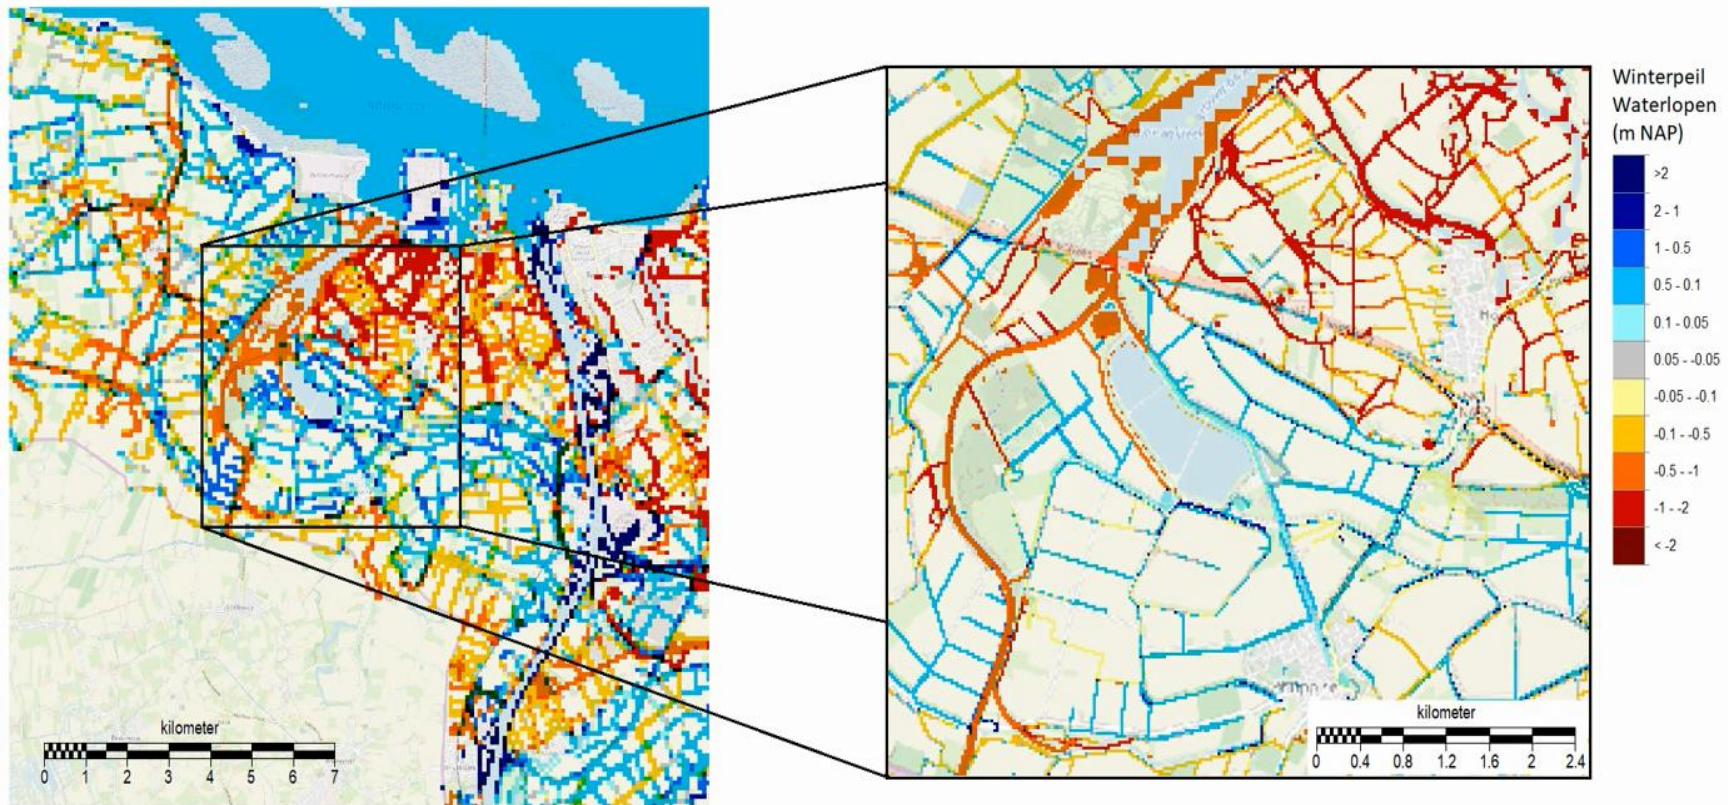 Winterpeil
Waterlopen
(m NAP)
>2
2 - 1
1 - 0.5
0.5 - 0.1
0.1 - 0.05
0.05 - -0.05
-0.05 - -0.1
-0.1 - -0.5
-0.5 - -1
-1 - -2
< -2
kilometer
0 1 2 3 4 5 6 7
kilometer
0 0.4 0.8 1.2 1.6 2 2.4